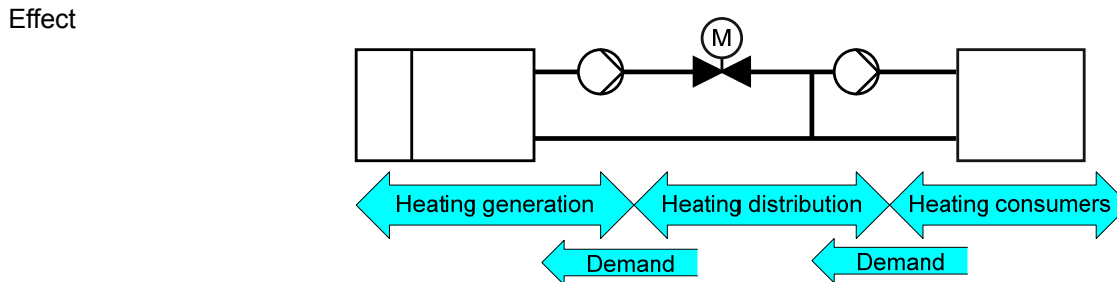 Effect
M
Heating generation
Heating distribution
Heating consumers
Demand
Demand